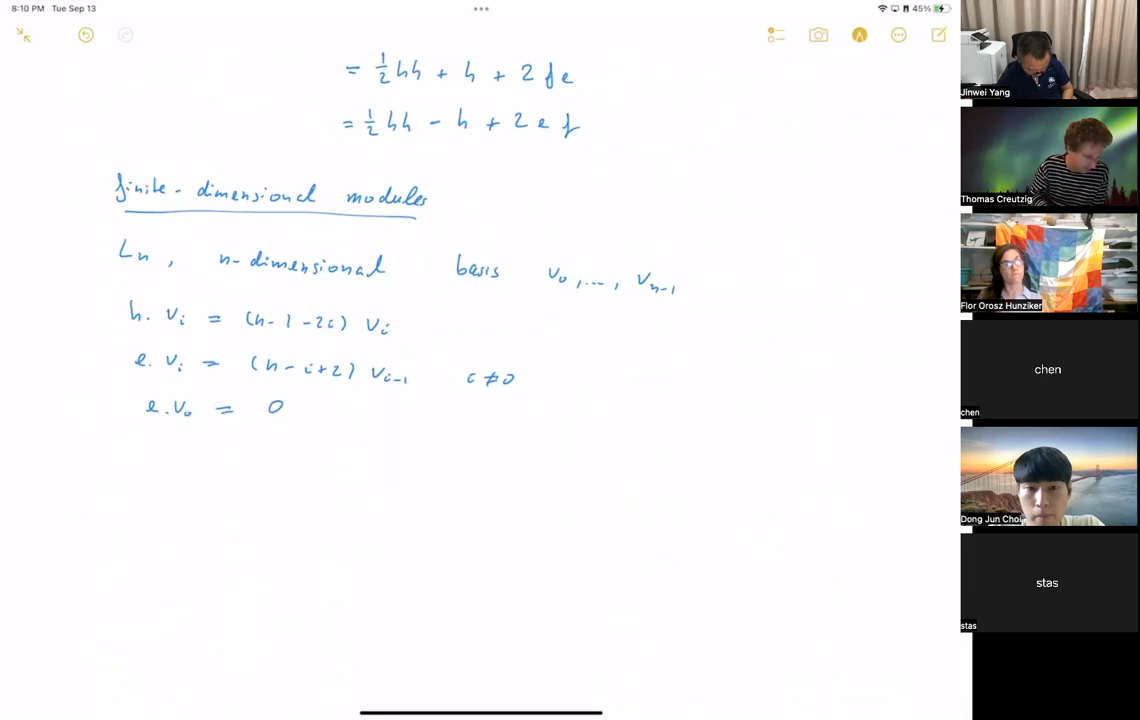 8:10 PM Tue Sep 13
45%
= 1/2 hh + h + 2 f e
= 1/2 hh - h + 2 e f
finite-dimensional modules
Ln, n-dimensional basis v0, ..., vn-1
h. vi = (n-1-2i) vi
e. vi = (n-i+2) vi-1 i ≠ 0
e. v0 = 0
Jinwei Yang
Thomas Creutzig
Flor Orosz Hunziker
chen
chen
Dong Jun Choi
stas
stas